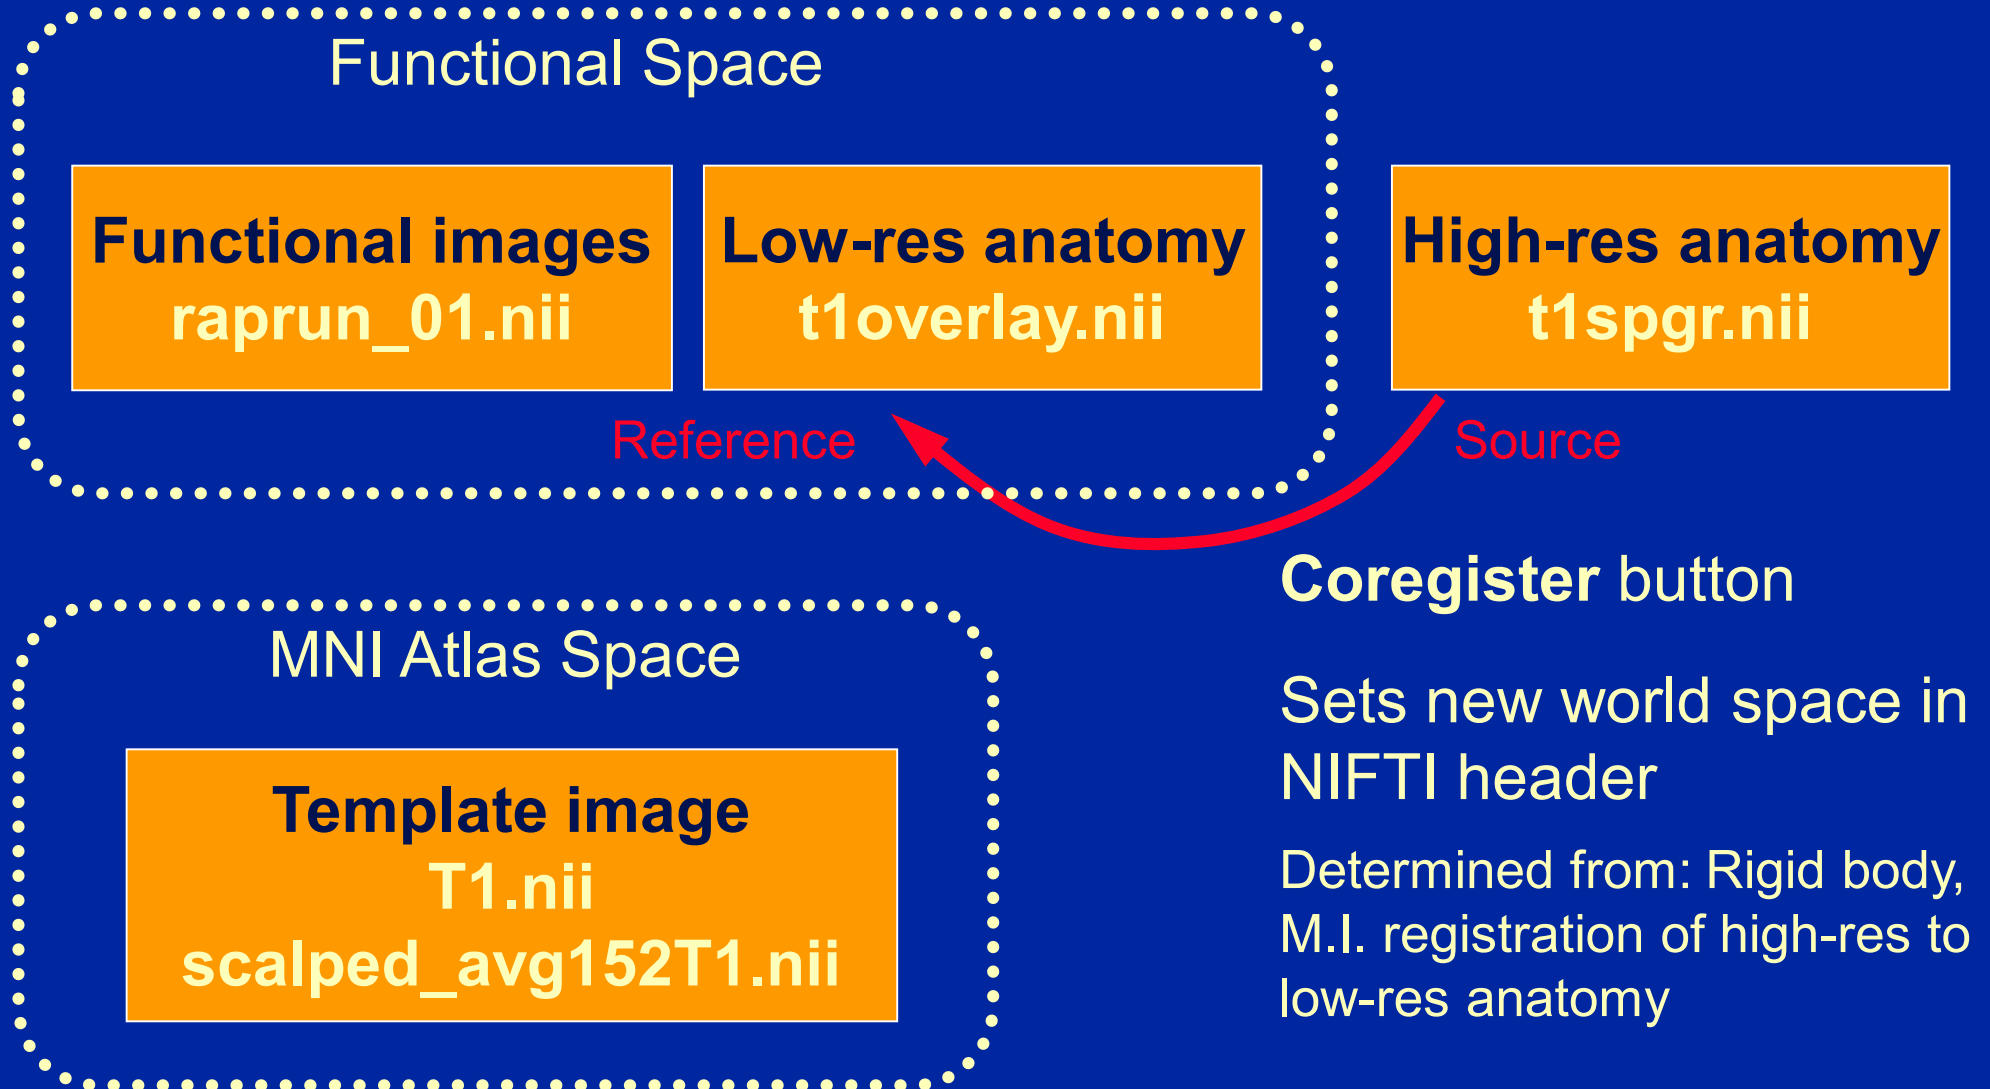 Functional Space
Functional images
raprun_01.nii
Low-res anatomy
t1overlay.nii
High-res anatomy
t1spgr.nii
Reference
Source
Coregister button
Sets new world space in
NIFTI header
Determined from: Rigid body,
M.I. registration of high-res to
low-res anatomy
MNI Atlas Space
Template image
T1.nii
scalped_avg152T1.nii